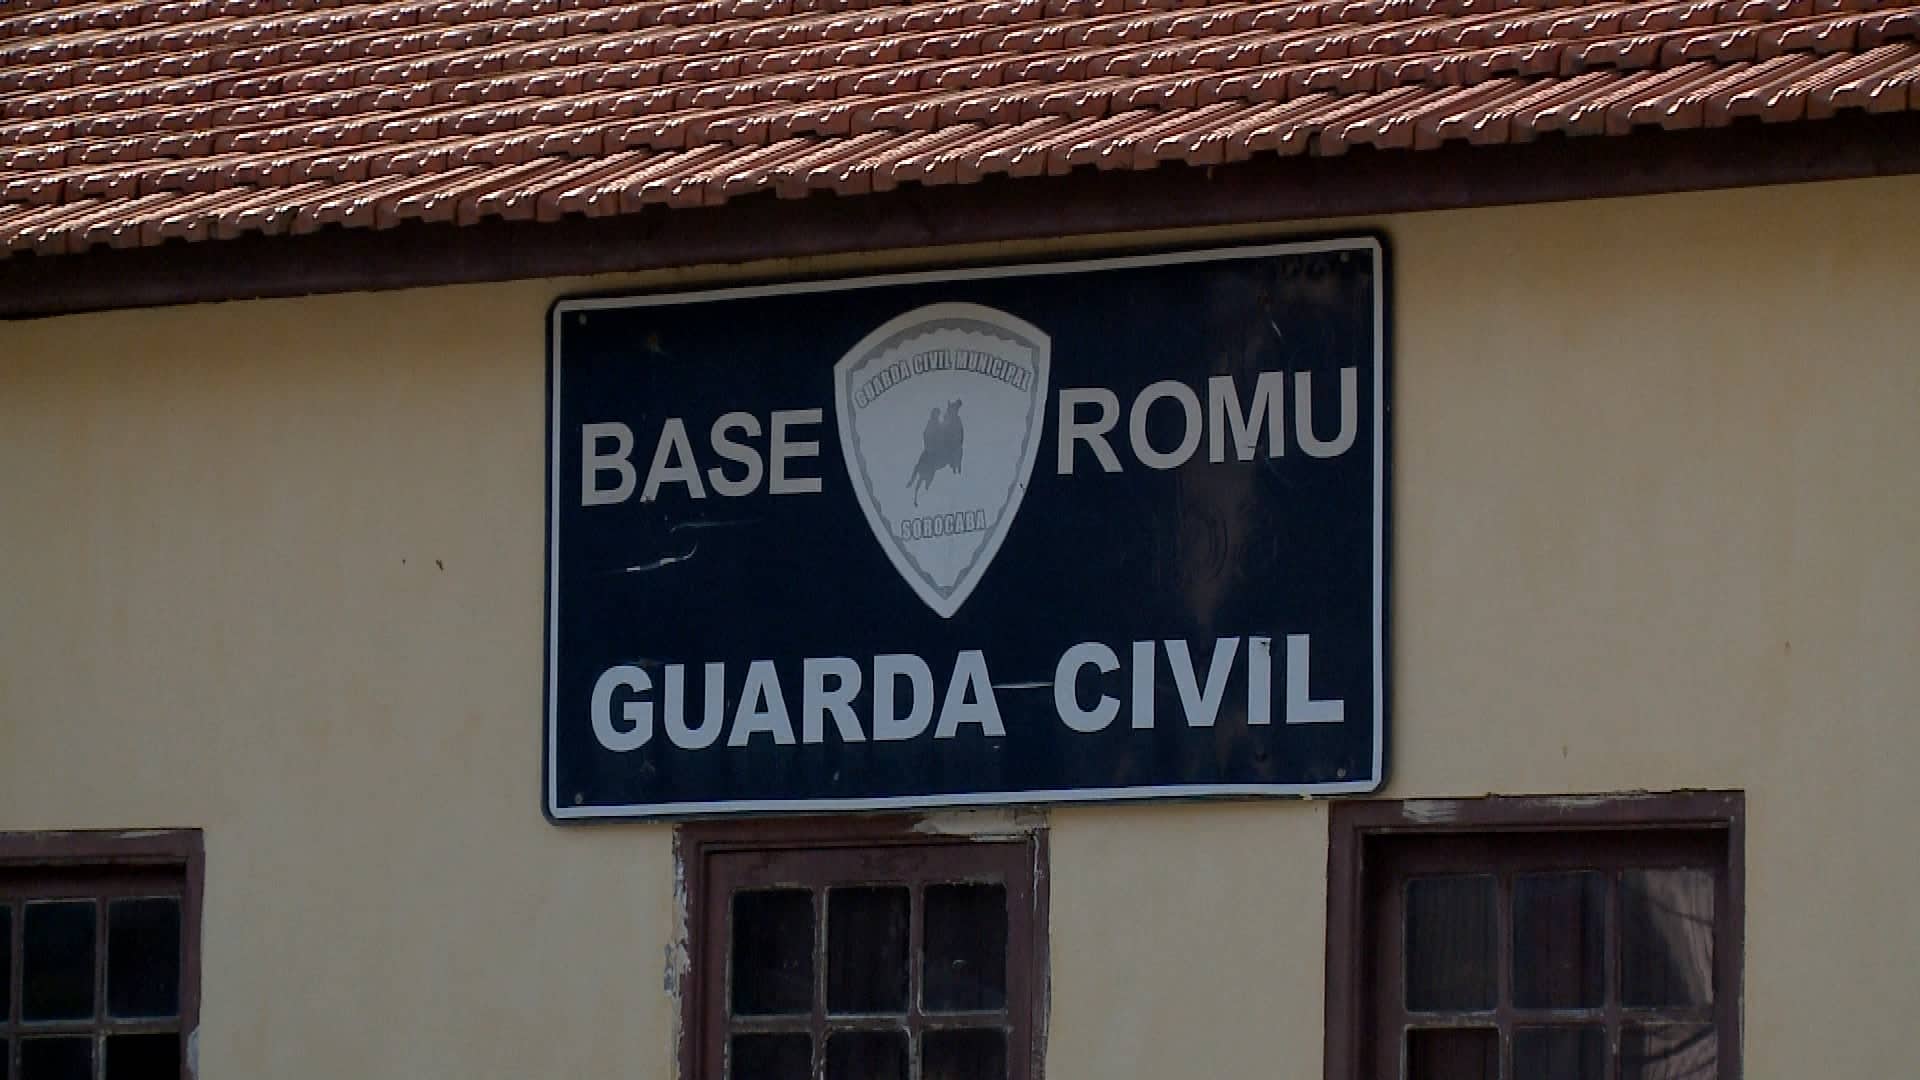 BASE ROMU
GUARDA CIVIL MUNICIPAL
SOROCABA
GUARDA CIVIL